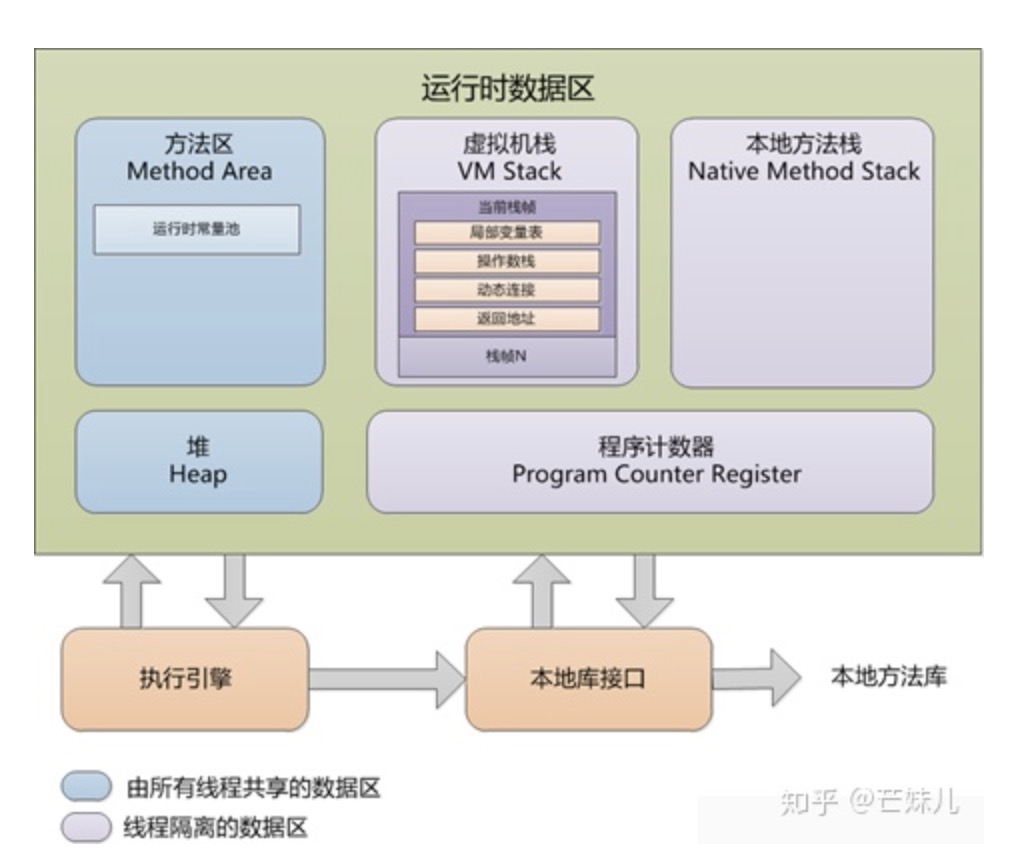 运行时数据区
方法区
Method Area
运行时常量池
虚拟机栈
VM Stack
当前栈帧
局部变量表
操作数栈
动态连接
返回地址
栈帧N
本地方法栈
Native Method Stack
堆
Heap
程序计数器
Program Counter Register
执行引擎
本地库接口
本地方法库
由所有线程共享的数据区
线程隔离的数据区
知乎 @芒妹儿